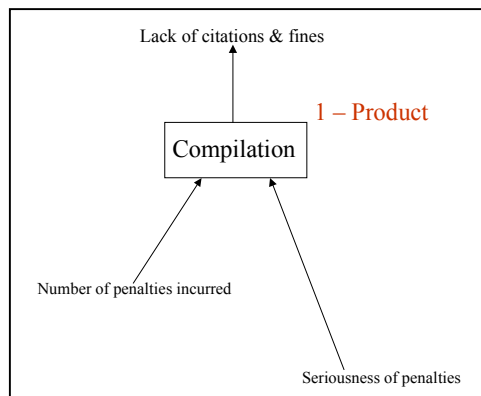 Lack of citations & fines
1 – Product
Compilation
Number of penalties incurred
Seriousness of penalties